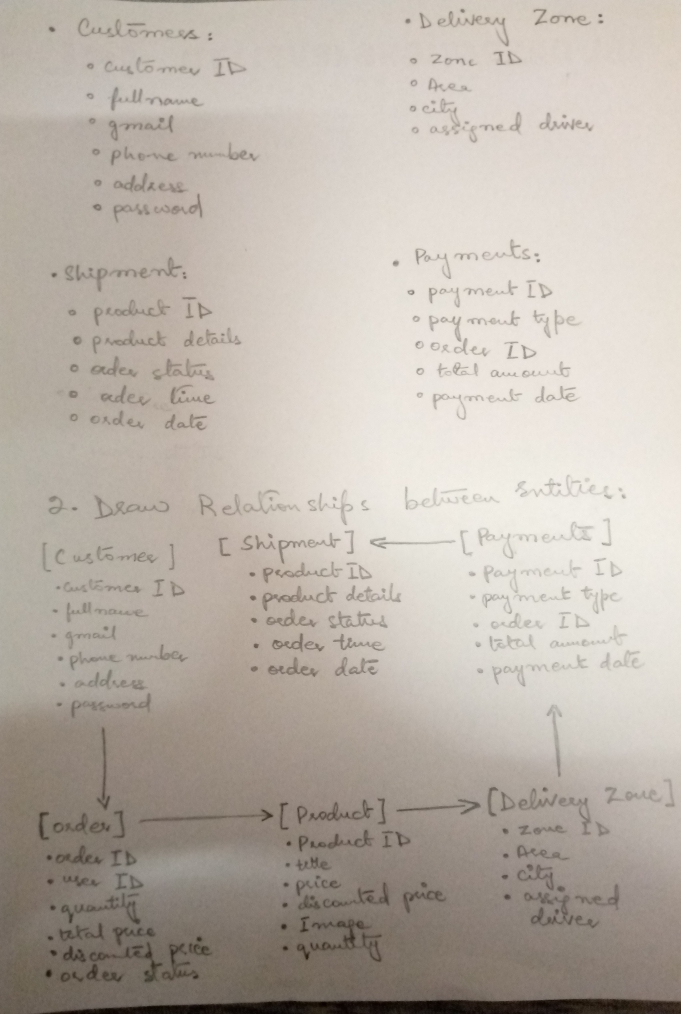 • Customers:
◦ Customer ID
◦ fullname
◦ gmail
◦ phone number
◦ address
◦ password
• Delivery Zone:
◦ Zone ID
◦ Area
◦ city
◦ assigned driver
• Shipment:
◦ product ID
◦ product details
◦ order status
◦ order time
◦ order date
• Payments:
◦ payment ID
◦ payment type
◦ order ID
◦ total amount
◦ payment date
2. Draw Relationships between Entities:
[Customer]
• customer ID
• fullname
• gmail
• phone number
• address
• password
[Shipment]
• product ID
• product details
• order status
• order time
• order date
[Payments]
• Payment ID
• payment type
• order ID
• total amount
• payment date
[order]
• order ID
• user ID
• quantity
• total price
• discounted price
• order status
[Product]
• Product ID
• title
• price
• discounted price
• Image
• quantity
[Delivery Zone]
• Zone ID
• Area
• city
• assigned
driver